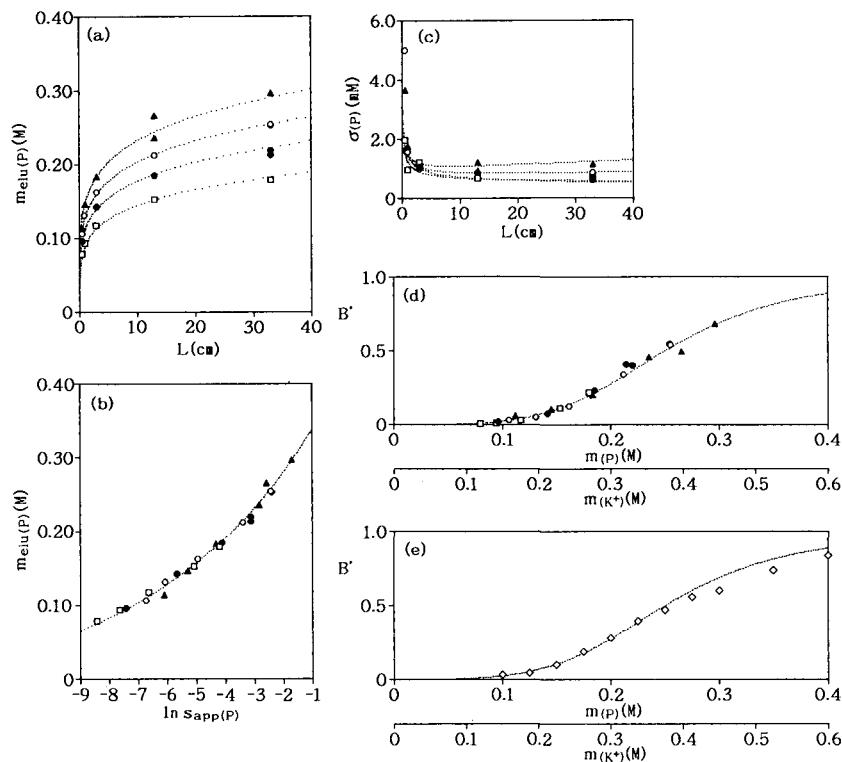 (a)
m_elu(P)(M)
0.40
0.30
0.20
0.10
0
0 10 20 30 40
L(cm)
(c)
σ(P)(mM)
6.0
4.0
2.0
0
0 10 20 30 40
L(cm)
(b)
m_elu(P)(M)
0.40
0.30
0.20
0.10
0
-9 -8 -7 -6 -5 -4 -3 -2 -1
ln s_app(P)
(d)
B*
1.0
0.5
0
0 0.1 0.2 0.3 0.4
m(P)(M)
0 0.1 0.2 0.3 0.4 0.5 0.6
m(K⁺)(M)
(e)
B*
1.0
0.5
0
0 0.1 0.2 0.3 0.4
m(P)(M)
0 0.1 0.2 0.3 0.4 0.5 0.6
m(K⁺)(M)